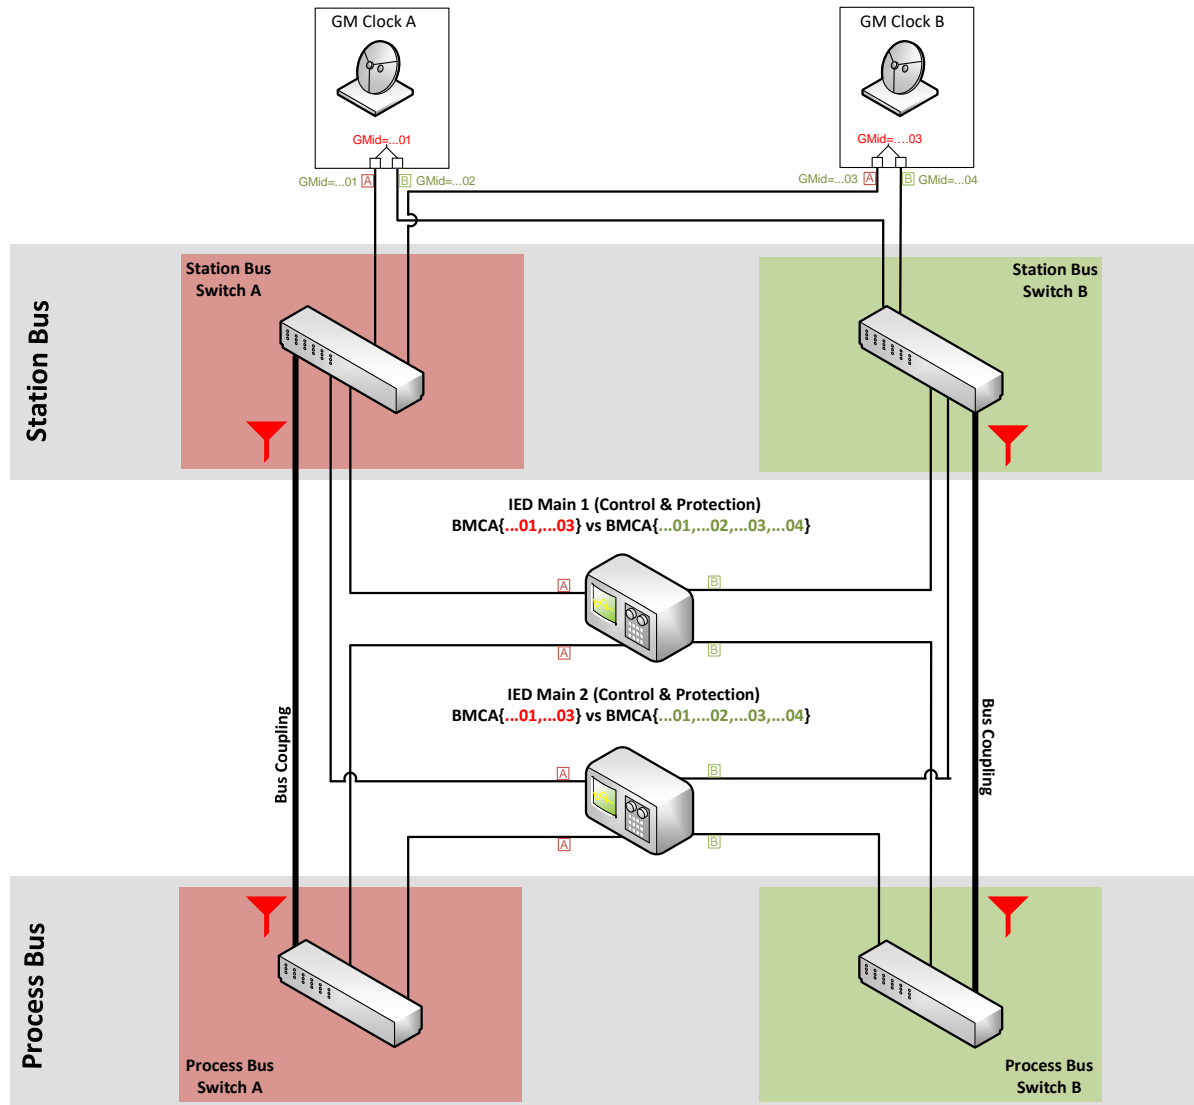 GM Clock A
GM Clock B
GMid=...01
GMid=....03
GMid=...01 A
B GMid=...02
GMid=...03 A
B GMid=...04
Station Bus
Station Bus
Switch A
Station Bus
Switch B
IED Main 1 (Control & Protection)
BMCA{...01,...03} vs BMCA{...01,...02,...03,...04}
A
B
A
B
IED Main 2 (Control & Protection)
BMCA{...01,...03} vs BMCA{...01,...02,...03,...04}
Bus Coupling
Bus Coupling
A
B
A
B
Process Bus
Process Bus
Switch A
Process Bus
Switch B